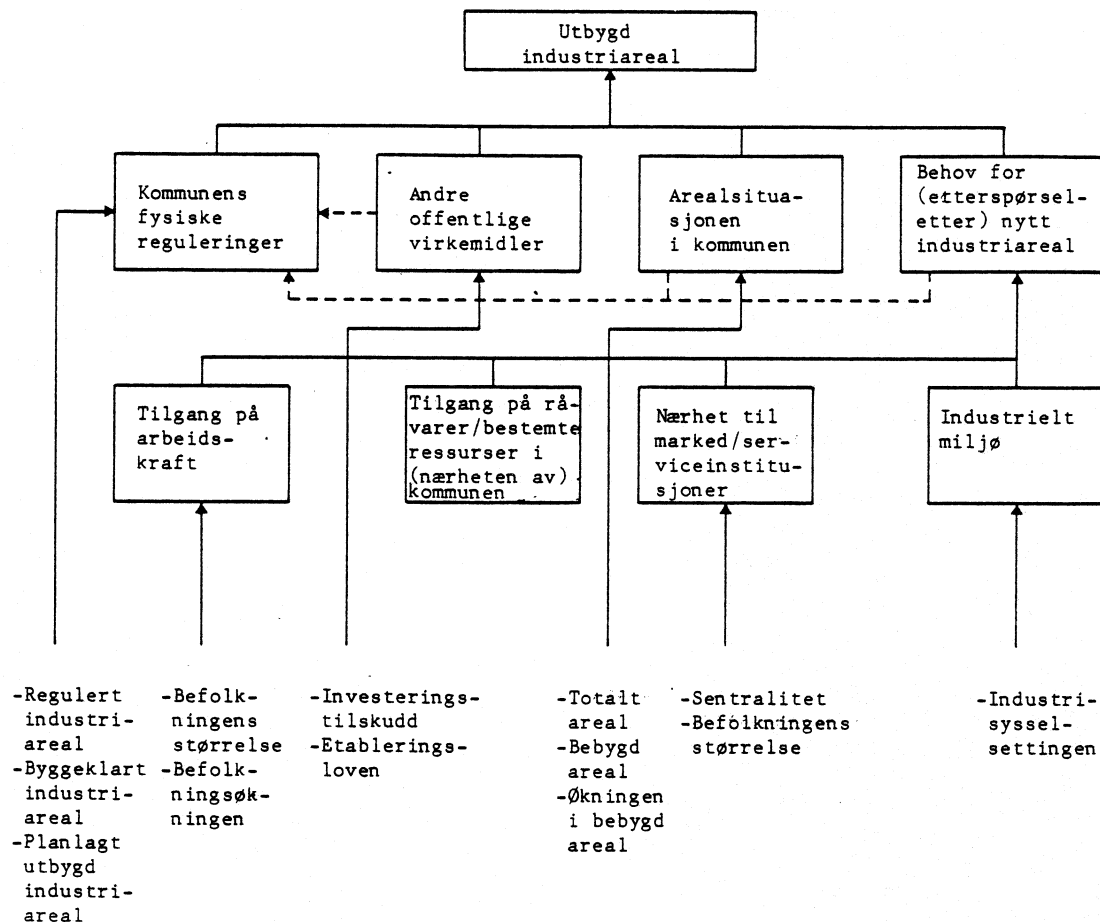 Utbygd
industriareal
Kommunens
fysiske
reguleringer
Andre
offentlige
virkemidler
Arealsitua-
sjonen
i kommunen
Behov for
(etterspørsel-
etter) nytt
industriareal
Tilgang på
arbeids-
kraft
Tilgang på rå-
varer/bestemte
ressurser i
(nærheten av)
kommunen
Nærhet til
marked/ser-
viceinstitu-
sjoner
Industrielt
miljø
-Regulert
industri-
areal
-Byggeklart
industri-
areal
-Planlagt
utbygd
industri-
areal
-Befolk-
ningens
størrelse
-Befolk-
ningsøk-
ningen
-Investerings-
tilskudd
-Etablerings-
loven
-Totalt
areal
-Bebygd
areal
-Økningen
i bebygd
areal
-Sentralitet
-Befolkningens
størrelse
-Industri-
syssel-
settingen